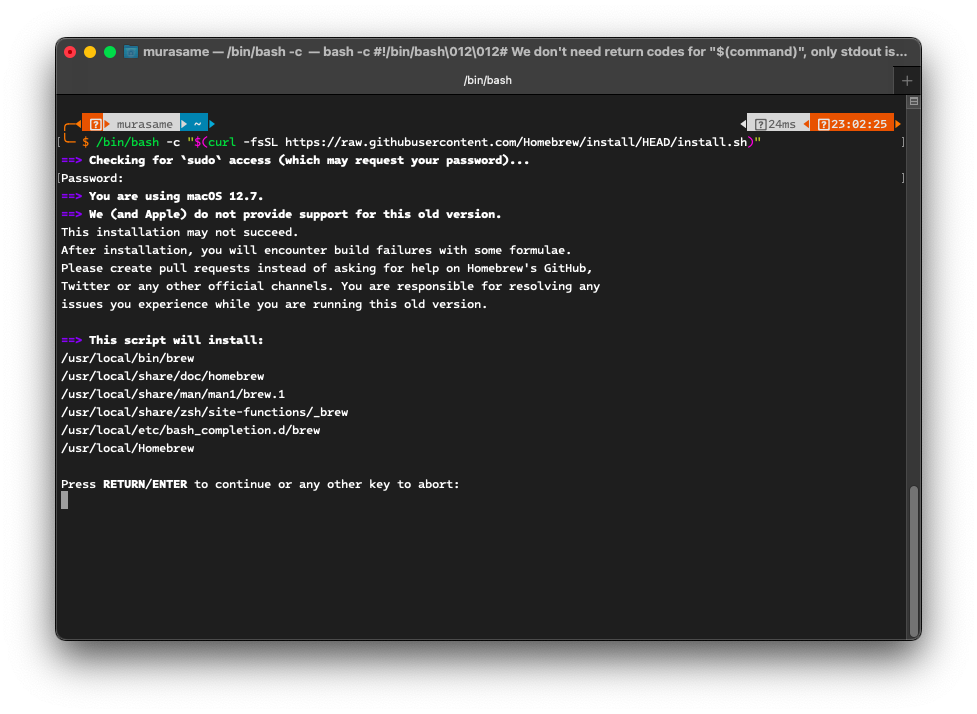 murasame — /bin/bash -c — bash -c #!/bin/bash\012\012# We don't need return codes for "$(command)", only stdout is...
/bin/bash
murasame ~ 24ms 23:02:25
$ /bin/bash -c "$(curl -fsSL https://raw.githubusercontent.com/Homebrew/install/HEAD/install.sh)"
==> Checking for `sudo` access (which may request your password)...
Password:
==> You are using macOS 12.7.
==> We (and Apple) do not provide support for this old version.
This installation may not succeed.
After installation, you will encounter build failures with some formulae.
Please create pull requests instead of asking for help on Homebrew's GitHub,
Twitter or any other official channels. You are responsible for resolving any
issues you experience while you are running this old version.
==> This script will install:
/usr/local/bin/brew
/usr/local/share/doc/homebrew
/usr/local/share/man/man1/brew.1
/usr/local/share/zsh/site-functions/_brew
/usr/local/etc/bash_completion.d/brew
/usr/local/Homebrew
Press RETURN/ENTER to continue or any other key to abort: